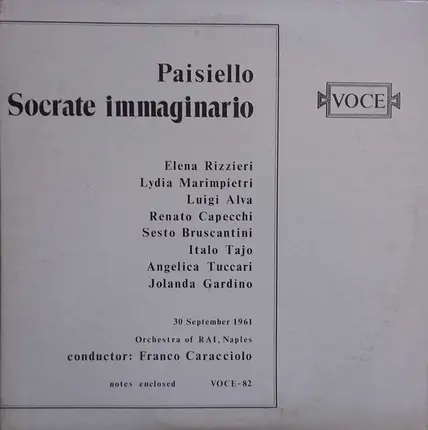 Paisiello
Socrate immaginario
VOCE
Elena Rizzieri
Lydia Marimpietri
Luigi Alva
Renato Capecchi
Sesto Bruscantini
Italo Tajo
Angelica Tuccari
Jolanda Gardino
30 September 1961
Orchestra of RAI, Naples
conductor: Franco Caracciolo
notes enclosed VOCE-82